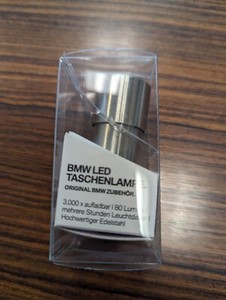 BMW LED
TASCHENLAMPE.
ORIGINAL BMW ZUBEHÖR.
3.000 x aufladbar | 80 Lum
mehrere Stunden Leuchtda
Hochwertiger Edelstahl